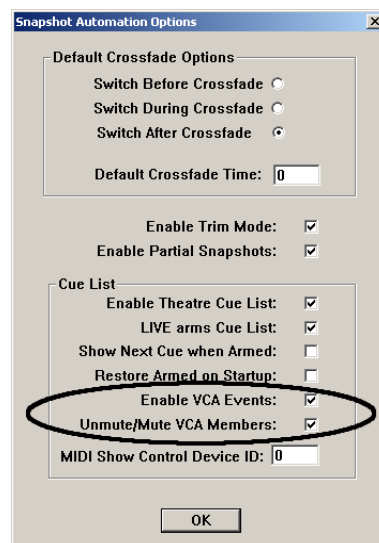 Snapshot Automation Options
Default Crossfade Options
Switch Before Crossfade
Switch During Crossfade
Switch After Crossfade
Default Crossfade Time: 0
Enable Trim Mode:
Enable Partial Snapshots:
Cue List
Enable Theatre Cue List:
LIVE arms Cue List:
Show Next Cue when Armed:
Restore Armed on Startup:
Enable VCA Events:
Unmute/Mute VCA Members:
MIDI Show Control Device ID: 0
OK